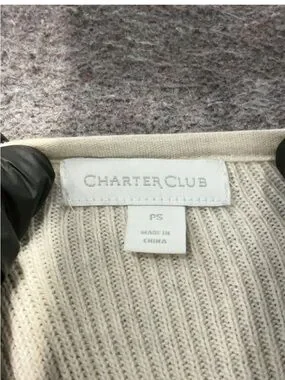 CHARTER CLUB
PS
MADE IN
CHINA